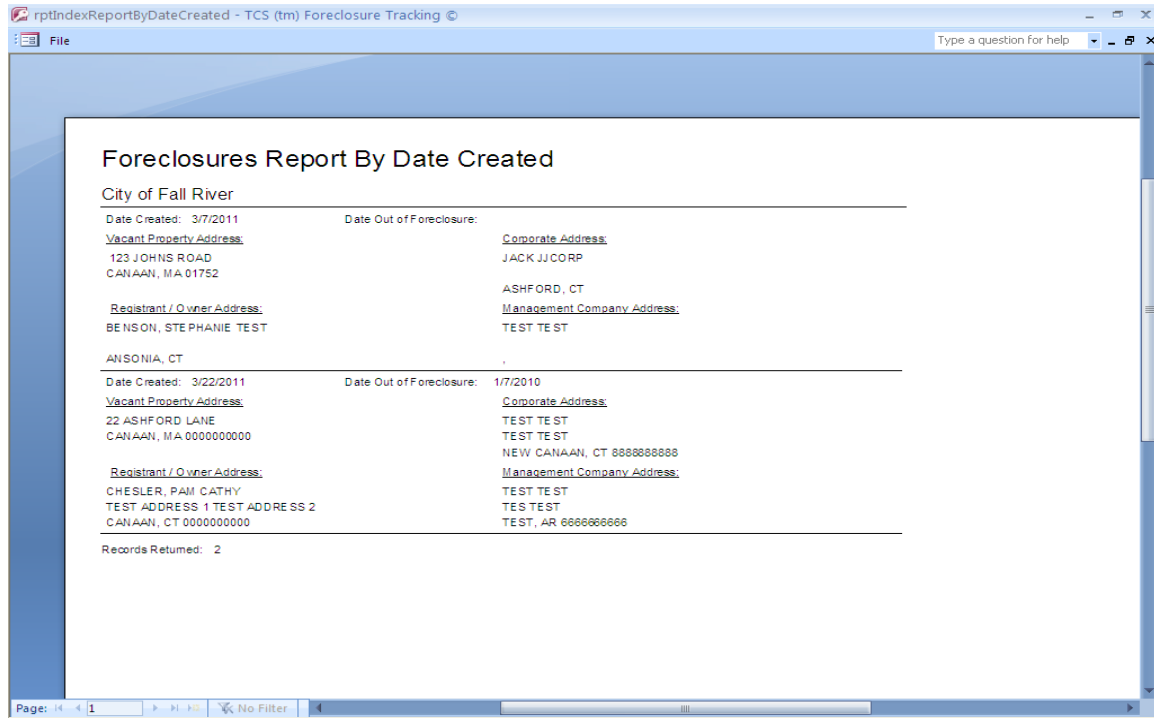 rptIndexReportByDateCreated - TCS (tm) Foreclosure Tracking ©
File
Type a question for help
Foreclosures Report By Date Created
City of Fall River
Date Created: 3/7/2011 Date Out of Foreclosure:
Vacant Property Address: Corporate Address:
123 JOHNS ROAD JACK JJCORP
CANAAN, MA 01752
ASHFORD, CT
Registrant / Owner Address: Management Company Address:
BENSON, STEPHANIE TEST TEST TEST
ANSONIA, CT ,
Date Created: 3/22/2011 Date Out of Foreclosure: 1/7/2010
Vacant Property Address: Corporate Address:
22 ASHFORD LANE TEST TEST
CANAAN, MA 0000000000 TEST TEST
NEW CANAAN, CT 8888888888
Registrant / Owner Address: Management Company Address:
CHESLER, PAM CATHY TEST TEST
TEST ADDRESS 1 TEST ADDRESS 2 TES TEST
CANAAN, CT 0000000000 TEST, AR 6666666666
Records Returned: 2
Page: 1 No Filter